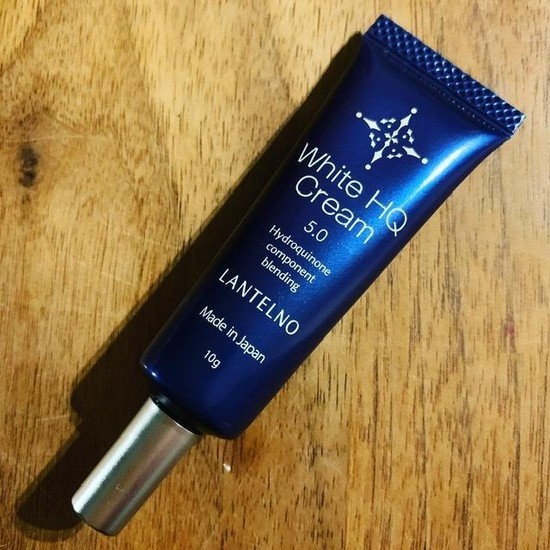 White HQ
Cream
5.0
Hydroquinone
component
blending
LANTELNO
Made in Japan
10g